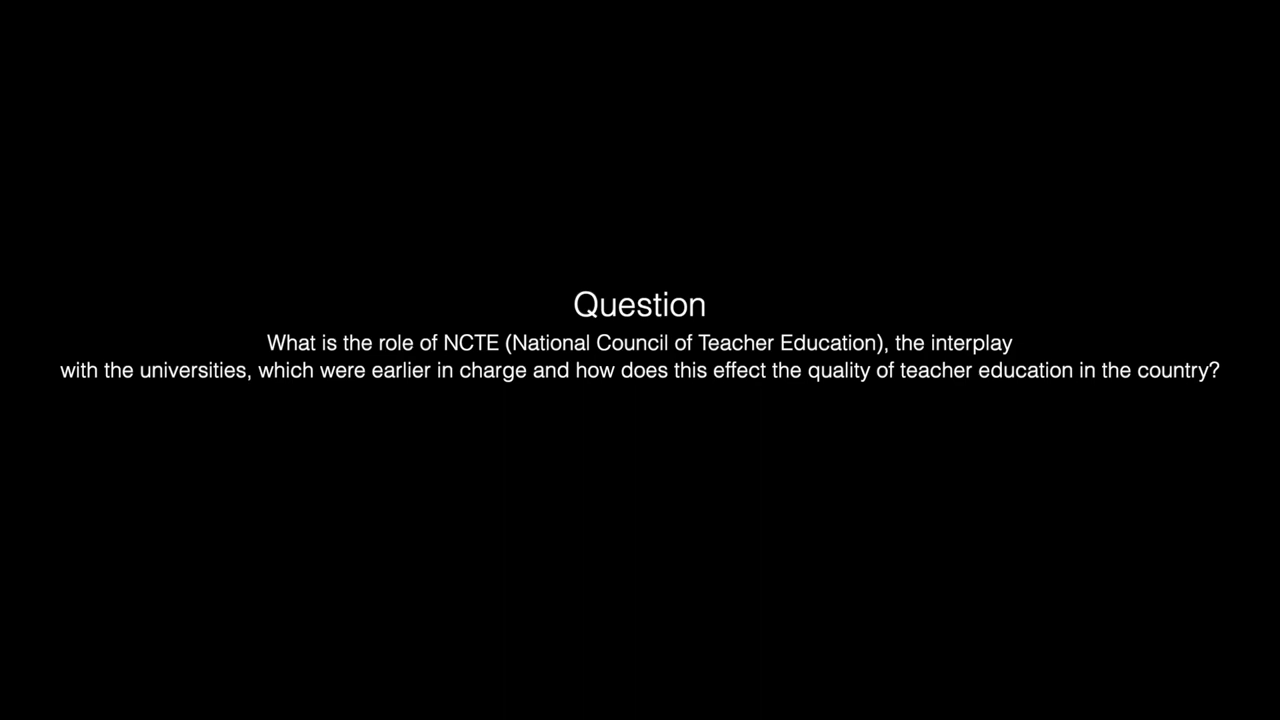 Question
What is the role of NCTE (National Council of Teacher Education), the interplay
with the universities, which were earlier in charge and how does this effect the quality of teacher education in the country?